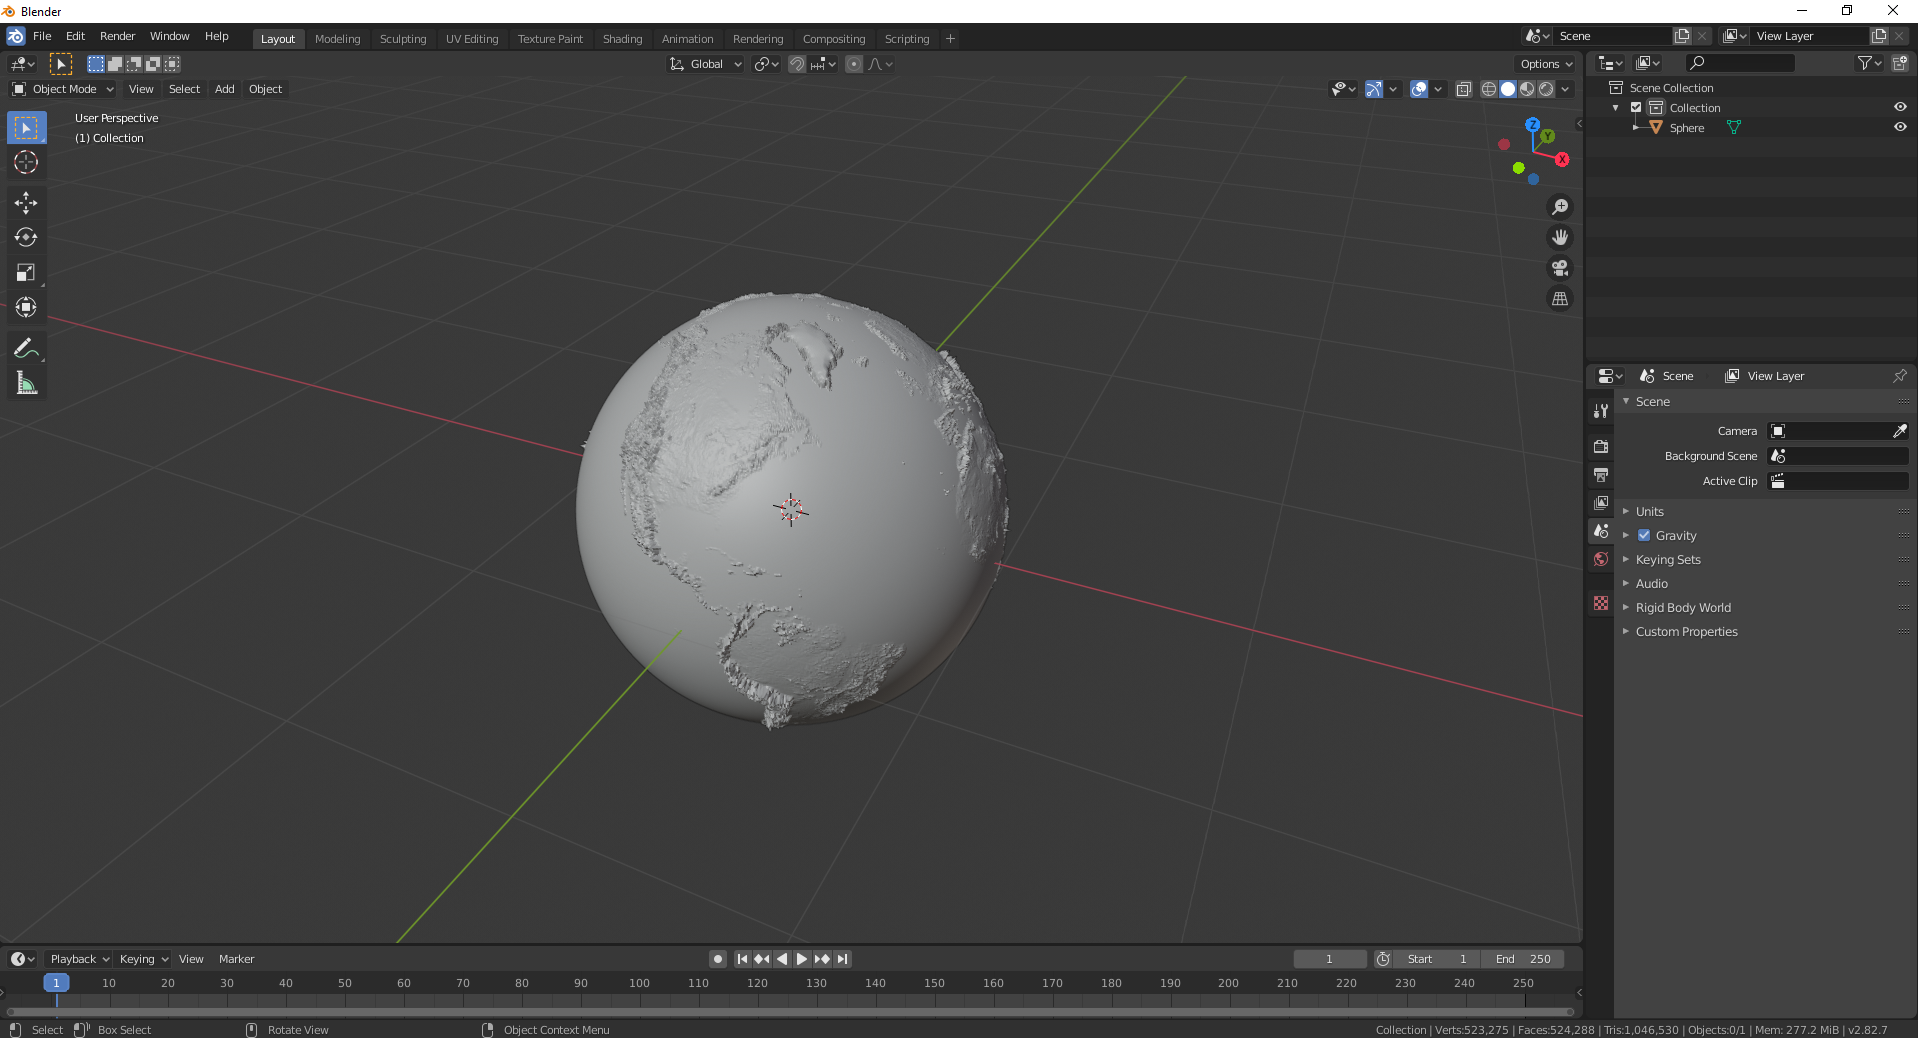 Blender
File Edit Render Window Help Layout Modeling Sculpting UV Editing Texture Paint Shading Animation Rendering Compositing Scripting + Scene View Layer
Global Options
Object Mode View Select Add Object
User Perspective
(1) Collection
Z
Y
X
Scene Collection
Collection
Sphere
Scene View Layer
Scene
Camera
Background Scene
Active Clip
Units
Gravity
Keying Sets
Audio
Rigid Body World
Custom Properties
Playback Keying View Marker 1 Start 1 End 250
1 10 20 30 40 50 60 70 80 90 100 110 120 130 140 150 160 170 180 190 200 210 220 230 240 250
Select Box Select Rotate View Object Context Menu Collection | Verts:523,275 | Faces:524,288 | Tris:1,046,530 | Objects:0/1 | Mem: 277.2 MiB | v2.82.7